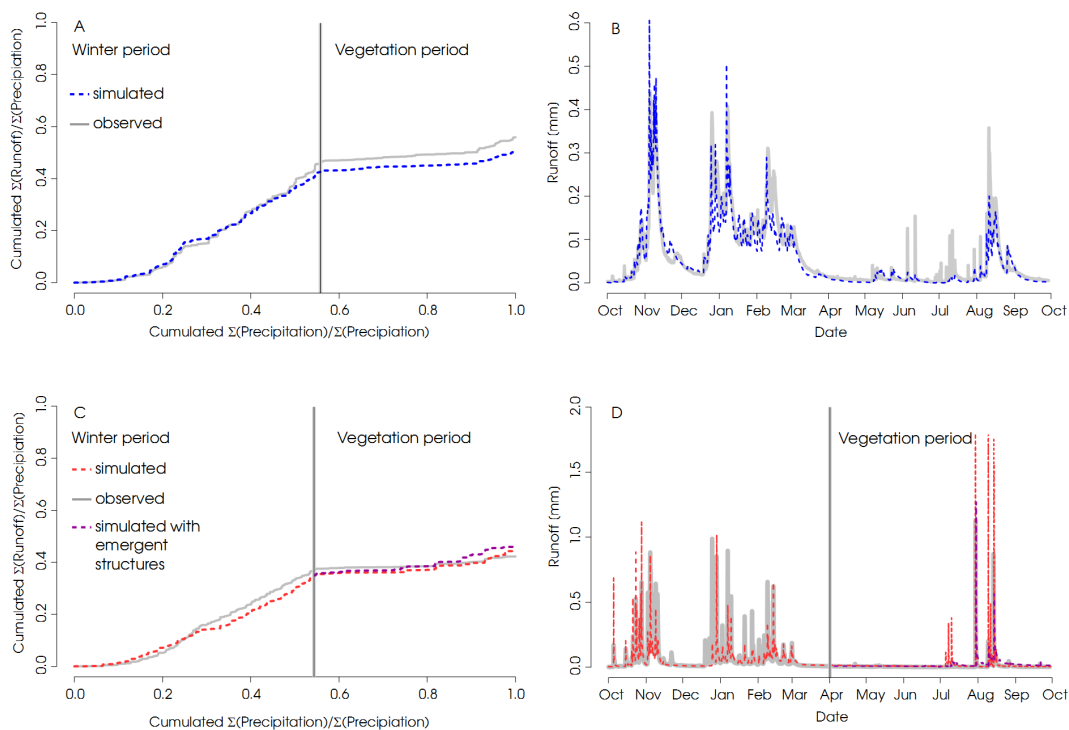 A
Winter period
Vegetation period
simulated
observed
Cumulated Σ(Runoff)/Σ(Precipiation)
0.0
0.2
0.4
0.6
0.8
1.0
0.0
0.2
0.4
0.6
0.8
1.0
Cumulated Σ(Precipitation)/Σ(Precipiation)
B
Runoff [mm]
0.0
0.1
0.2
0.3
0.4
0.5
0.6
Oct
Nov
Dec
Jan
Feb
Mar
Apr
May
Jun
Jul
Aug
Sep
Oct
Date
C
Winter period
Vegetation period
simulated
observed
simulated with
emergent
structures
Cumulated Σ(Runoff)/Σ(Precipiation)
0.0
0.2
0.4
0.6
0.8
1.0
0.0
0.2
0.4
0.6
0.8
1.0
Cumulated Σ(Precipitation)/Σ(Precipiation)
D
Vegetation period
Runoff [mm]
0.0
0.5
1.0
1.5
2.0
Oct
Nov
Dec
Jan
Feb
Mar
Apr
May
Jun
Jul
Aug
Sep
Oct
Date